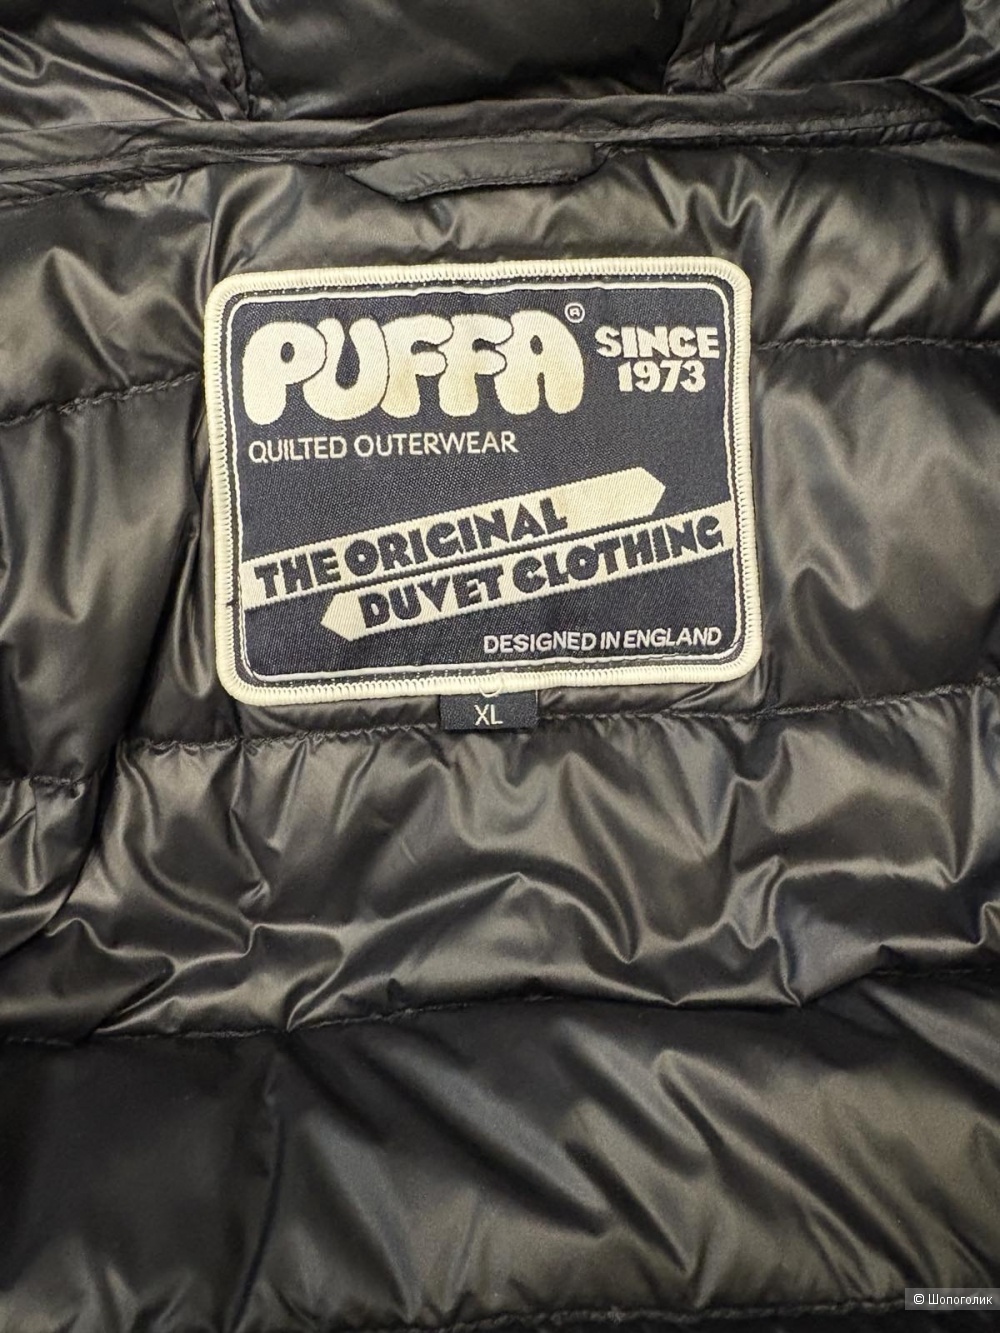 PUFFA®
SINCE
1973
QUILTED OUTERWEAR
THE ORIGINAL
DUVET CLOTHING
DESIGNED IN ENGLAND
XL
© Шопоголик